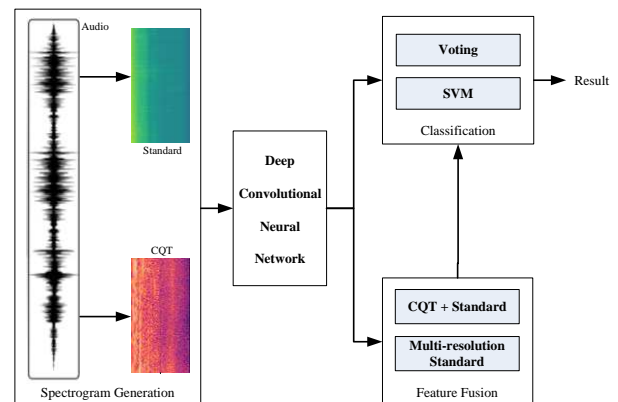 Audio
Standard
CQT
Spectrogram Generation
Deep
Convolutional
Neural
Network
Voting
SVM
Classification
Result
CQT + Standard
Multi-resolution
Standard
Feature Fusion